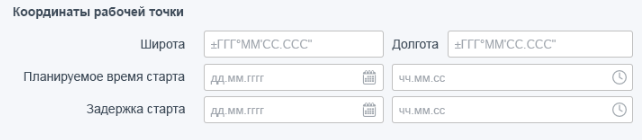 Координаты рабочей точки
Широта ±ГГГ°ММ'СС.ССС" Долгота ±ГГГ°ММ'СС.ССС"
Планируемое время старта дд.мм.гггг чч.мм.сс
Задержка старта дд.мм.гггг чч.мм.сс